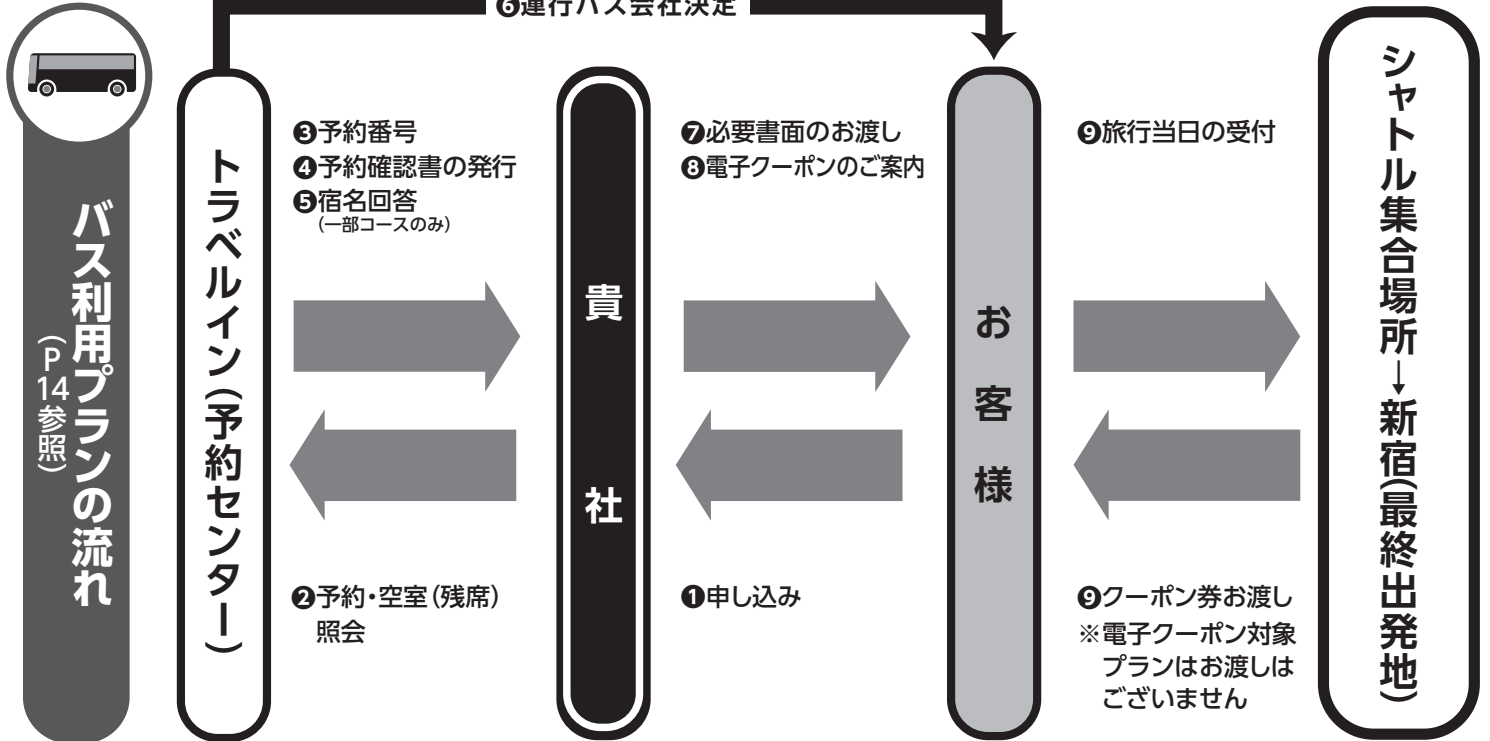 ❻運行バス会社決定
バス利用プランの流れ
（P14参照）
トラベルイン（予約センター）
❸予約番号
❹予約確認書の発行
❺宿名回答
（一部コースのみ）
❷予約・空室（残席）
照会
貴社
❼必要書面のお渡し
❽電子クーポンのご案内
❶申し込み
お客様
❾旅行当日の受付
❾クーポン券お渡し
※電子クーポン対象
プランはお渡しは
ございません
シャトル集合場所→新宿（最終出発地）